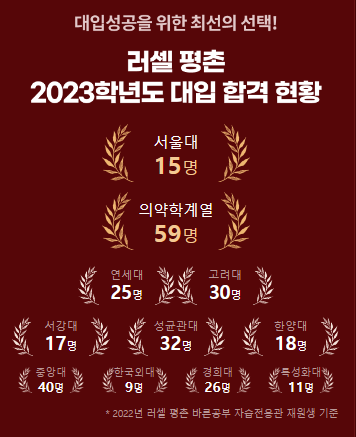 대입성공을 위한 최선의 선택!
러셀 평촌
2023학년도 대입 합격 현황
서울대
15명
의약학계열
59명
연세대 고려대
25명 30명
서강대 성균관대 한양대
17명 32명 18명
중앙대 한국외대 경희대 특성화대
40명 9명 26명 11명
* 2022년 러셀 평촌 바른공부 자습전용관 재원생 기준